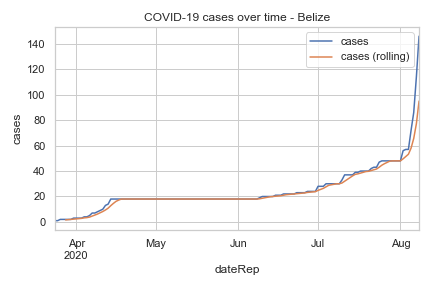 COVID-19 cases over time - Belize
cases
cases (rolling)
cases
140
120
100
80
60
40
20
0
Apr
2020
May
Jun
Jul
Aug
dateRep